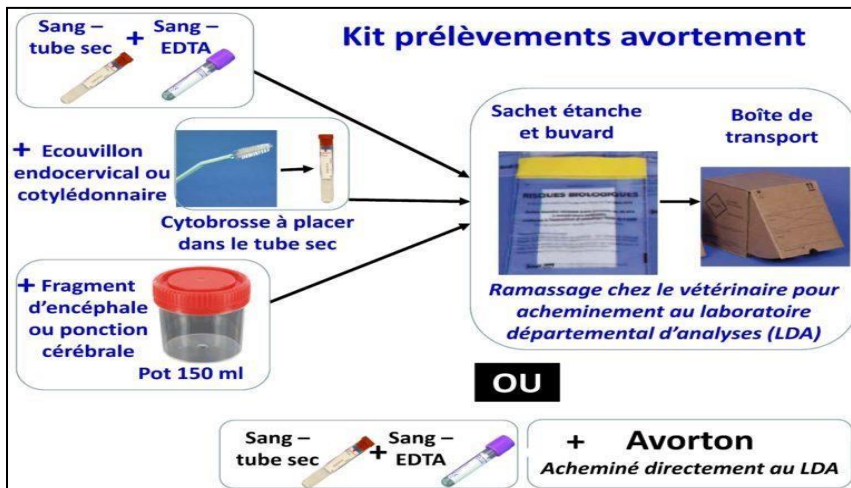 Kit prélèvements avortement
Sang –
tube sec
+
Sang –
EDTA
+ Ecouvillon
endocervical ou
cotylédonnaire
Cytobrosse à placer
dans le tube sec
+ Fragment
d'encéphale
ou ponction
cérébrale
Pot 150 ml
Sachet étanche
et buvard
RISQUES BIOLOGIQUES
Boîte de
transport
Ramassage chez le vétérinaire pour
acheminement au laboratoire
départemental d'analyses (LDA)
OU
Sang –
tube sec
+
Sang –
EDTA
+ Avorton
Acheminé directement au LDA